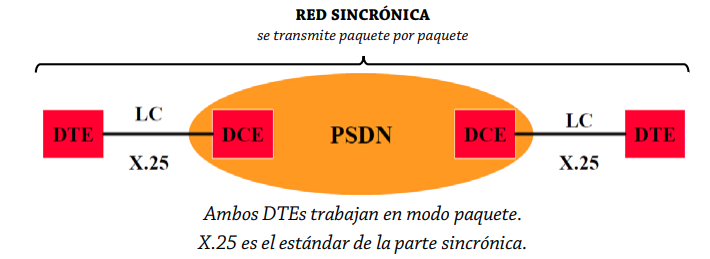 RED SINCRÓNICA
se transmite paquete por paquete
LC LC
DTE DCE PSDN DCE DTE
X.25 X.25
Ambos DTEs trabajan en modo paquete.
X.25 es el estándar de la parte sincrónica.